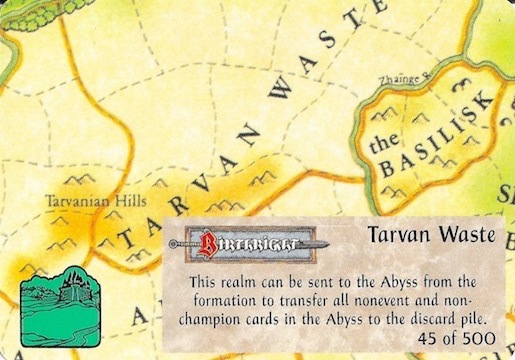 TARVAN WASTE
Zhainge
the
BASILISK
Tarvanian Hills
TARVAN
Tarvan Waste
BIRTHRIGHT
This realm can be sent to the Abyss from the
formation to transfer all nonevent and non-
champion cards in the Abyss to the discard pile.
45 of 500